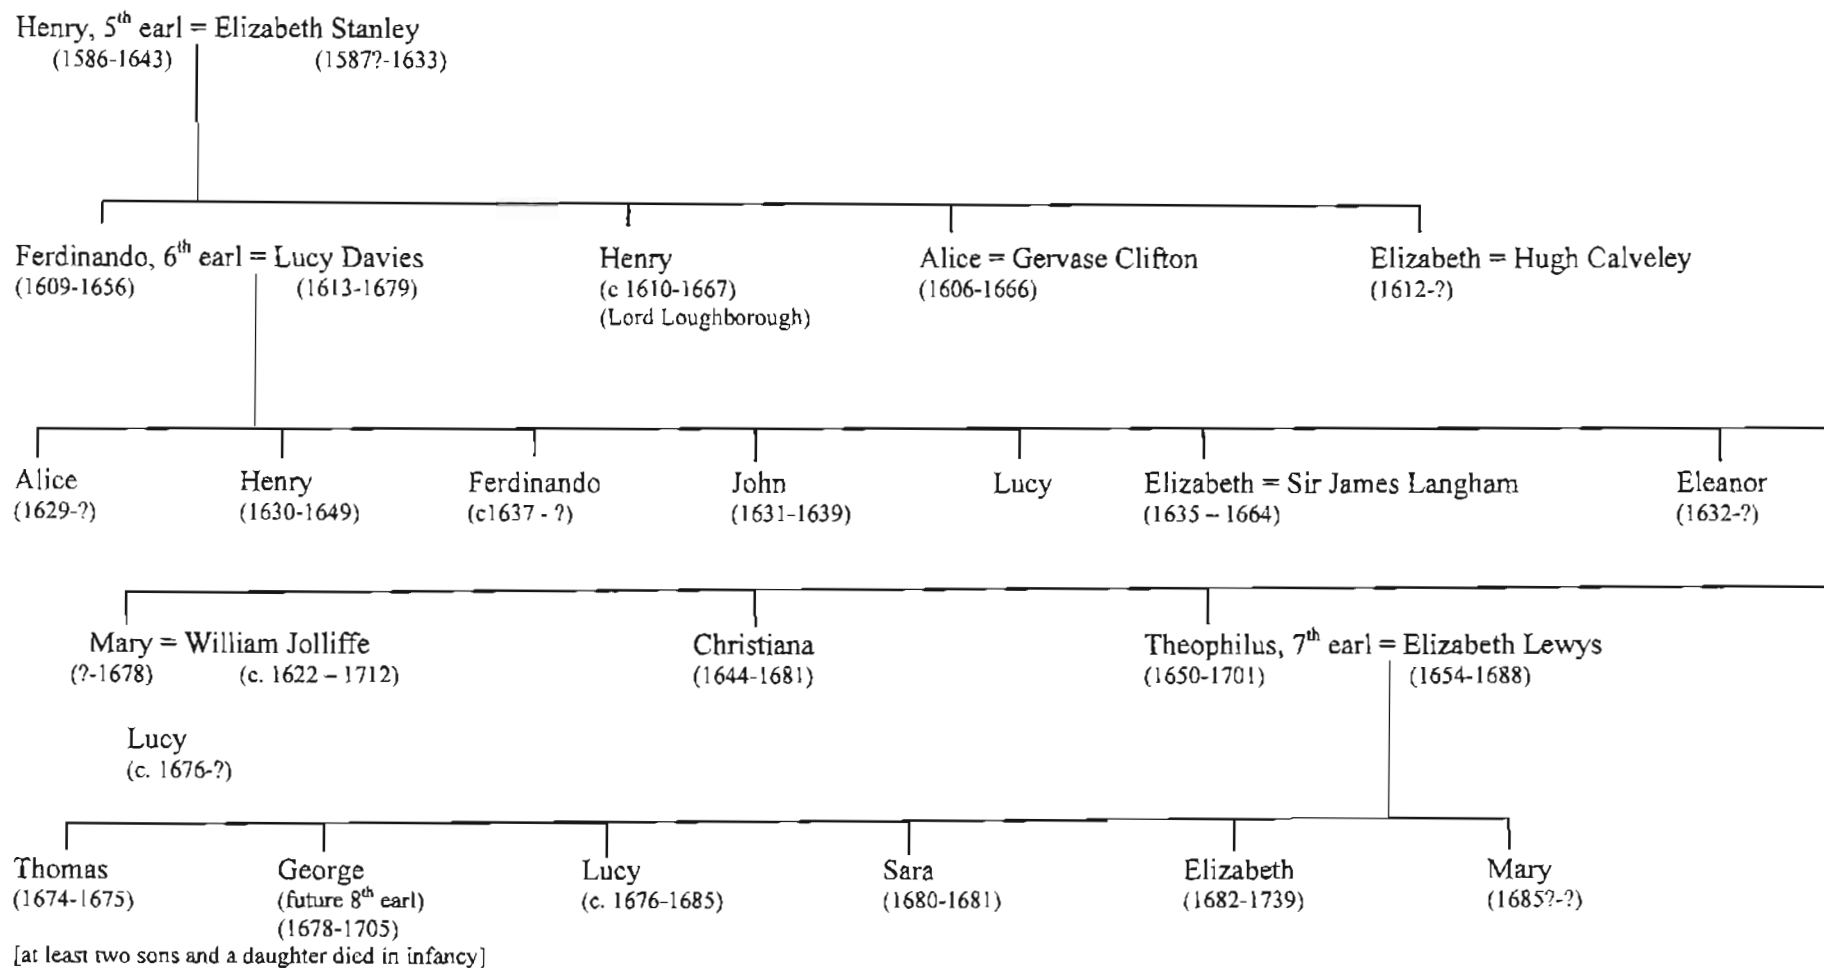 Henry, 5th earl = Elizabeth Stanley
(1586-1643) (1587?-1633)
Ferdinando, 6th earl = Lucy Davies Henry Alice = Gervase Clifton Elizabeth = Hugh Calveley
(1609-1656) (1613-1679) (c 1610-1667) (1606-1666) (1612-?)
(Lord Loughborough)
Alice Henry Ferdinando John Lucy Elizabeth = Sir James Langham Eleanor
(1629-?) (1630-1649) (c1637 - ?) (1631-1639) (1635 – 1664) (1632-?)
Mary = William Jolliffe Christiana Theophilus, 7th earl = Elizabeth Lewys
(?-1678) (c. 1622 – 1712) (1644-1681) (1650-1701) (1654-1688)
Lucy
(c. 1676-?)
Thomas George Lucy Sara Elizabeth Mary
(1674-1675) (future 8th earl) (c. 1676-1685) (1680-1681) (1682-1739) (1685?-?)
(1678-1705)
[at least two sons and a daughter died in infancy]